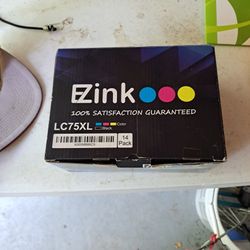 EZink
100% SATISFACTION GUARANTEED
LC75XL
Color
Black
14
Pack